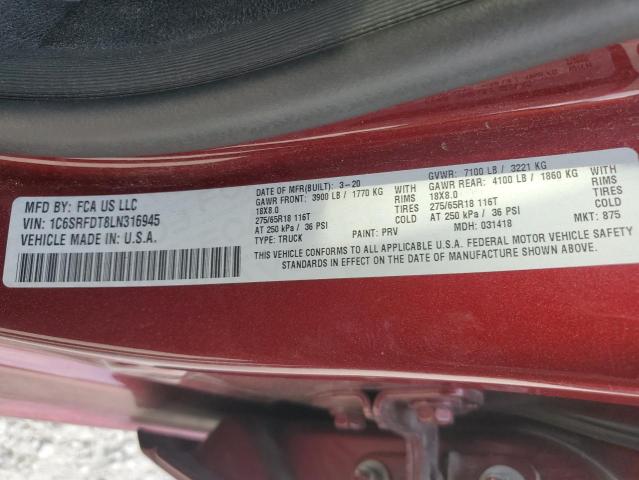 MFD BY: FCA US LLC
VIN: 1C6SRFDT8LN316945
VEHICLE MADE IN: U.S.A.
DATE OF MFR(BUILT) 3-20 GVWR: 7100 LB / 3221 KG
GAWR FRONT: 3900 LB / 1770 KG WITH GAWR REAR: 4100 LB / 1860 KG WITH
18X8.0 RIMS 18X8.0 RIMS
275/65R18 116T TIRES 275/65R18 116T TIRES
AT 250 kPa / 36 PSI COLD AT 250 kPa / 36 PSI COLD
TYPE: TRUCK PAINT: PRV MDH: 031418 MKT: 875
THIS VEHICLE CONFORMS TO ALL APPLICABLE U.S.A. FEDERAL MOTOR VEHICLE SAFETY
STANDARDS IN EFFECT ON THE DATE OF MANUFACTURE SHOWN ABOVE.